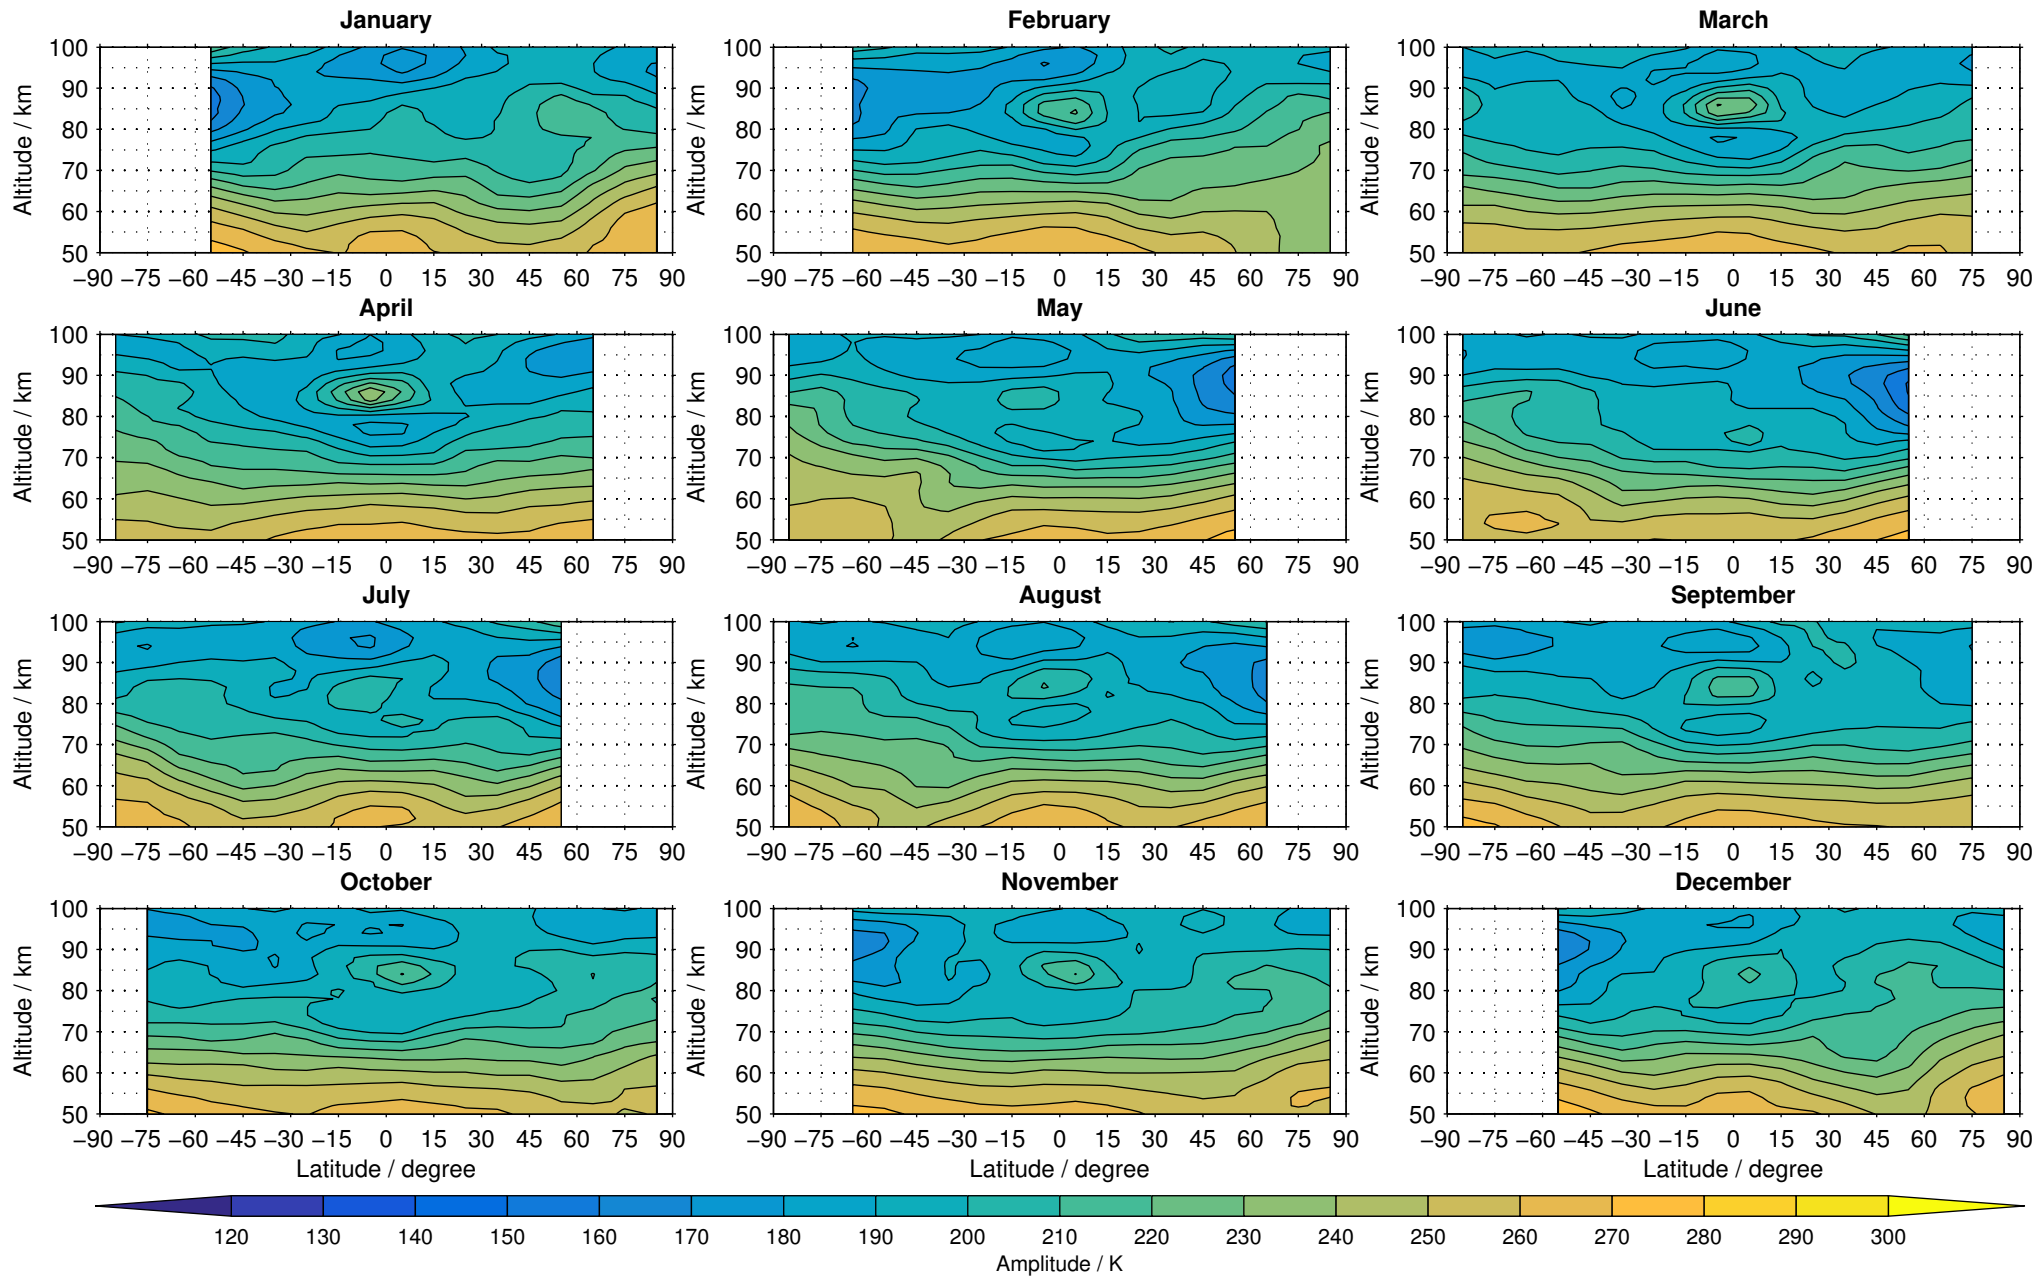 January February March
100 100 100
90 90 90
80 80 80
70 70 70
60 60 60
50 50 50
Altitude / km Altitude / km Altitude / km
−90 −75 −60 −45 −30 −15 0 15 30 45 60 75 90 −90 −75 −60 −45 −30 −15 0 15 30 45 60 75 90 −90 −75 −60 −45 −30 −15 0 15 30 45 60 75 90
April May June
100 100 100
90 90 90
80 80 80
70 70 70
60 60 60
50 50 50
Altitude / km Altitude / km Altitude / km
−90 −75 −60 −45 −30 −15 0 15 30 45 60 75 90 −90 −75 −60 −45 −30 −15 0 15 30 45 60 75 90 −90 −75 −60 −45 −30 −15 0 15 30 45 60 75 90
July August September
100 100 100
90 90 90
80 80 80
70 70 70
60 60 60
50 50 50
Altitude / km Altitude / km Altitude / km
−90 −75 −60 −45 −30 −15 0 15 30 45 60 75 90 −90 −75 −60 −45 −30 −15 0 15 30 45 60 75 90 −90 −75 −60 −45 −30 −15 0 15 30 45 60 75 90
October November December
100 100 100
90 90 90
80 80 80
70 70 70
60 60 60
50 50 50
Altitude / km Altitude / km Altitude / km
−90 −75 −60 −45 −30 −15 0 15 30 45 60 75 90 −90 −75 −60 −45 −30 −15 0 15 30 45 60 75 90 −90 −75 −60 −45 −30 −15 0 15 30 45 60 75 90
Latitude / degree Latitude / degree Latitude / degree
120 130 140 150 160 170 180 190 200 210 220 230 240 250 260 270 280 290 300
Amplitude / K